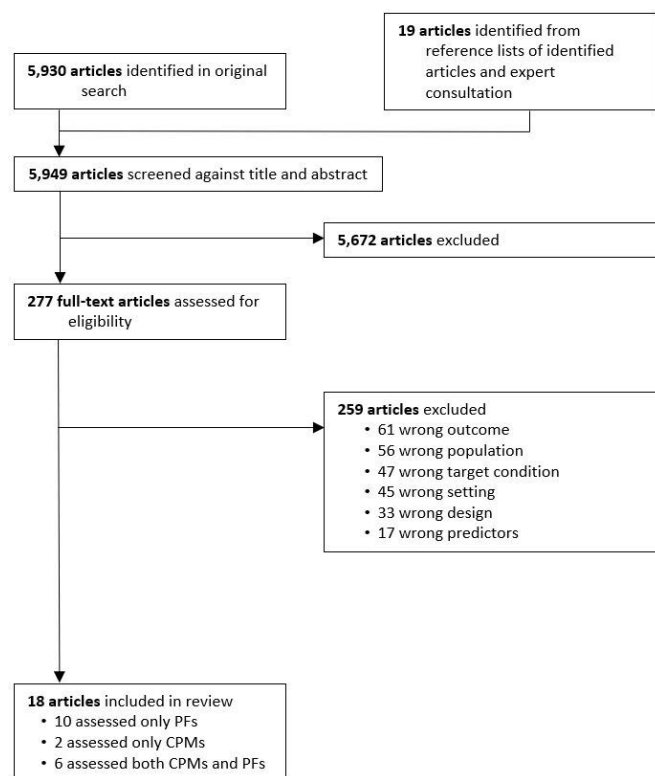 5,930 articles identified in original
search
19 articles identified from
reference lists of identified
articles and expert
consultation
5,949 articles screened against title and abstract
5,672 articles excluded
277 full-text articles assessed for
eligibility
259 articles excluded
• 61 wrong outcome
• 56 wrong population
• 47 wrong target condition
• 45 wrong setting
• 33 wrong design
• 17 wrong predictors
18 articles included in review
• 10 assessed only PFs
• 2 assessed only CPMs
• 6 assessed both CPMs and PFs